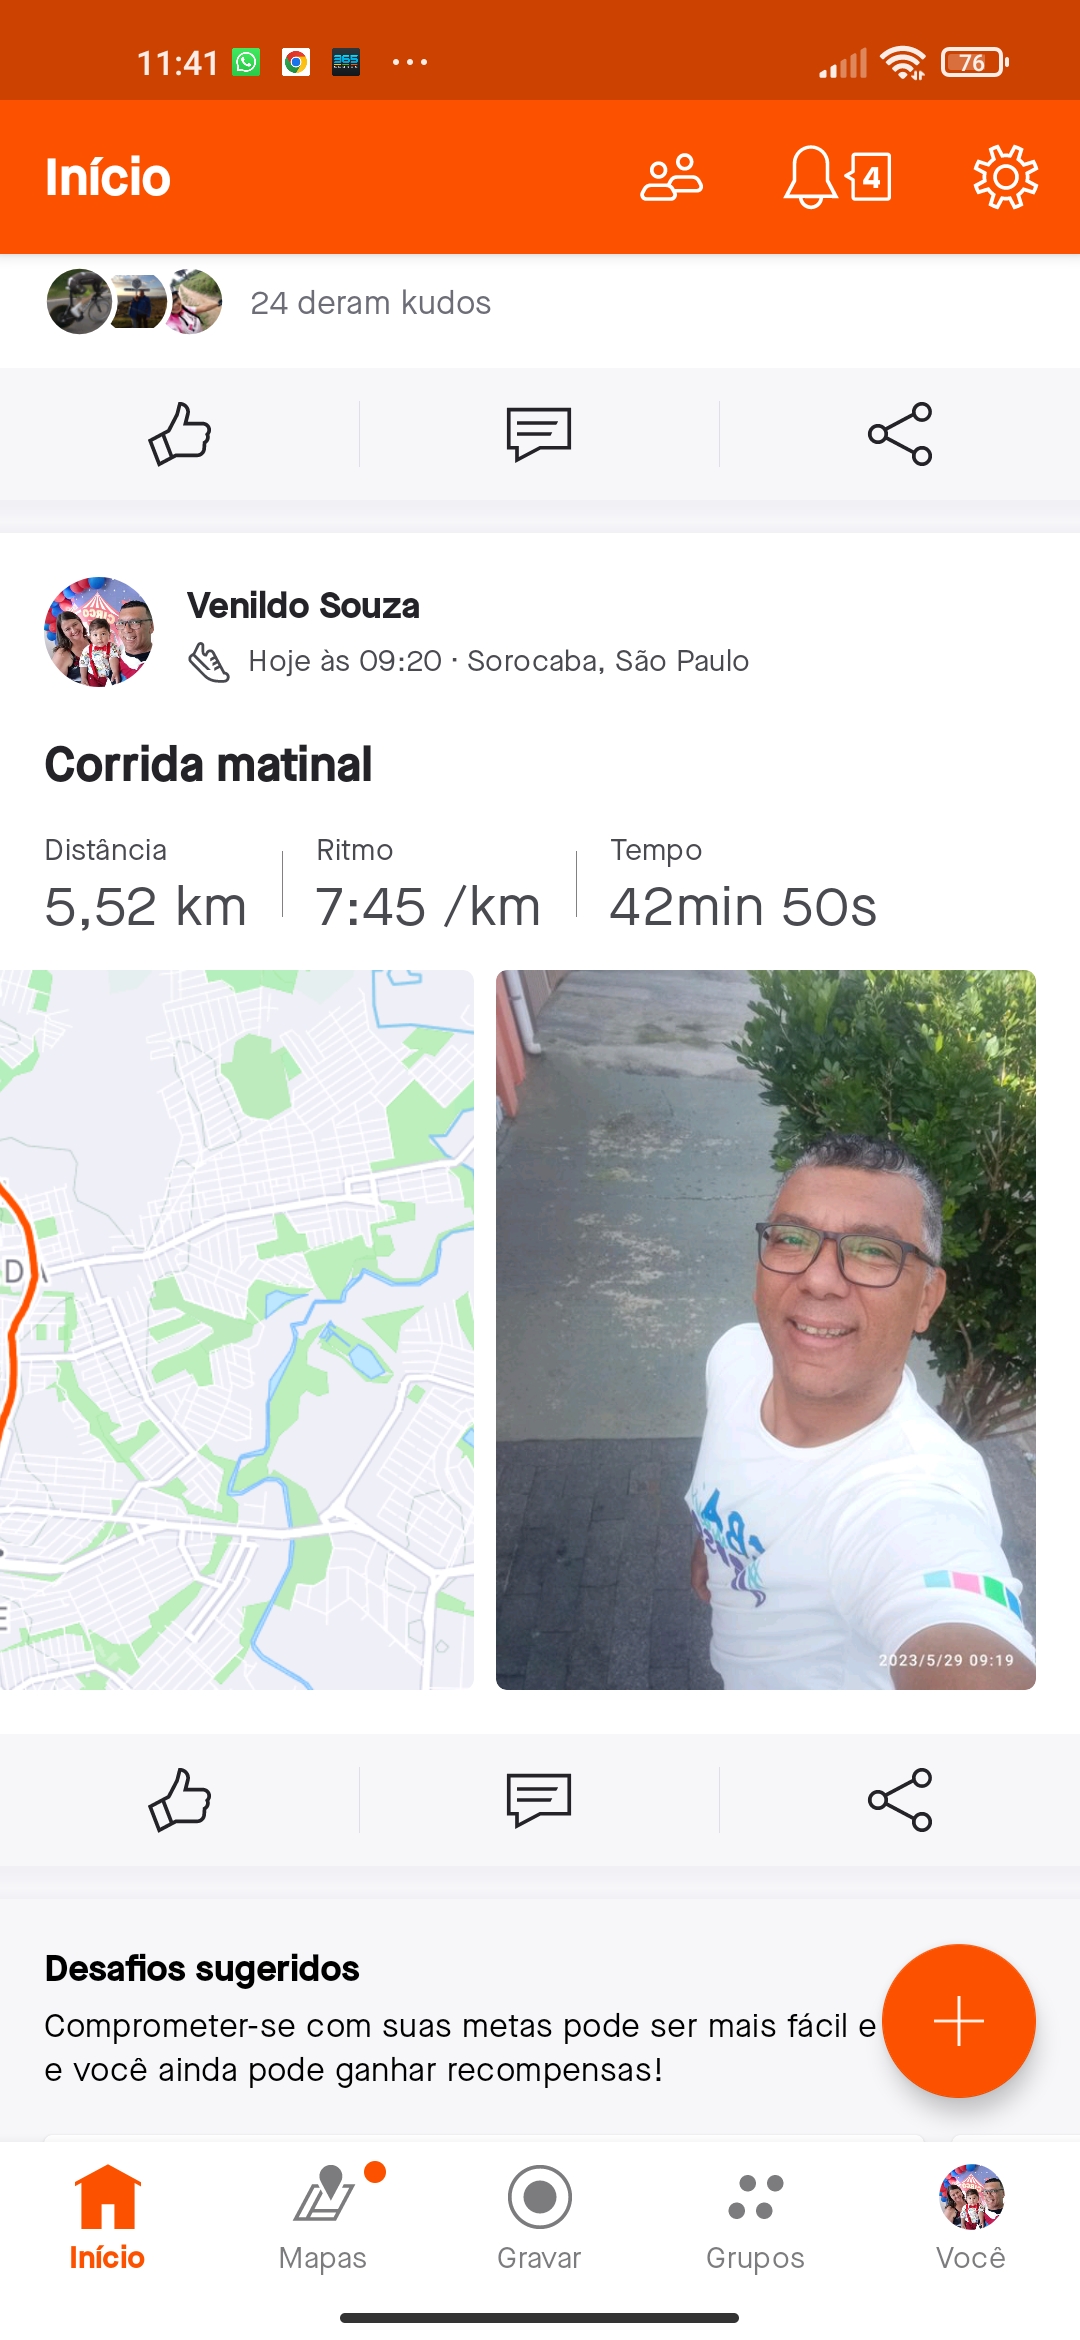 11:41
76
Início
4
24 deram kudos
Venildo Souza
Hoje às 09:20 · Sorocaba, São Paulo
Corrida matinal
Distância Ritmo Tempo
5,52 km 7:45 /km 42min 50s
2023/5/29 09:19
Desafios sugeridos
Comprometer-se com suas metas pode ser mais fácil e
e você ainda pode ganhar recompensas!
Início Mapas Gravar Grupos Você